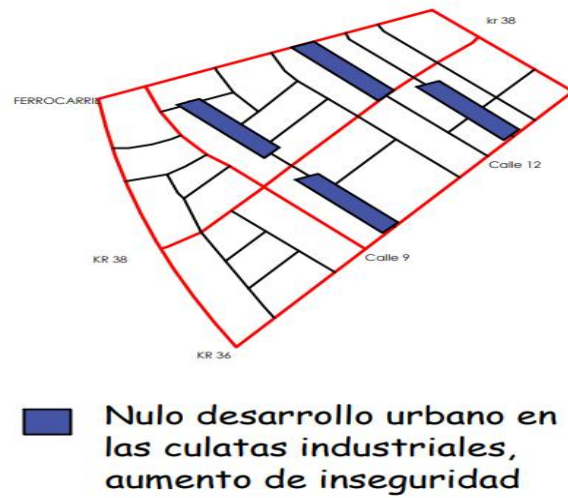 kr 38
FERROCARRIL
Calle 12
KR 38
Calle 9
KR 36
Nulo desarrollo urbano en
las culatas industriales,
aumento de inseguridad